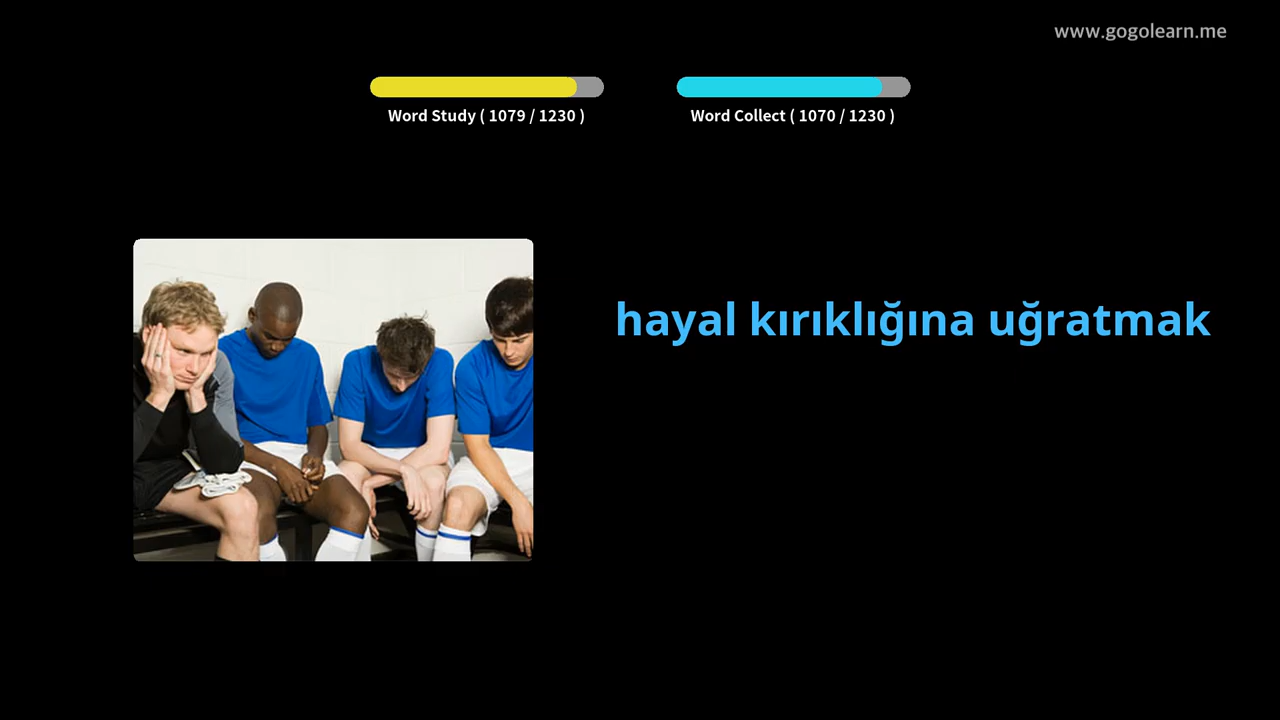 www.gogolearn.me
Word Study ( 1079 / 1230 )
Word Collect ( 1070 / 1230 )
hayal kırıklığına uğratmak